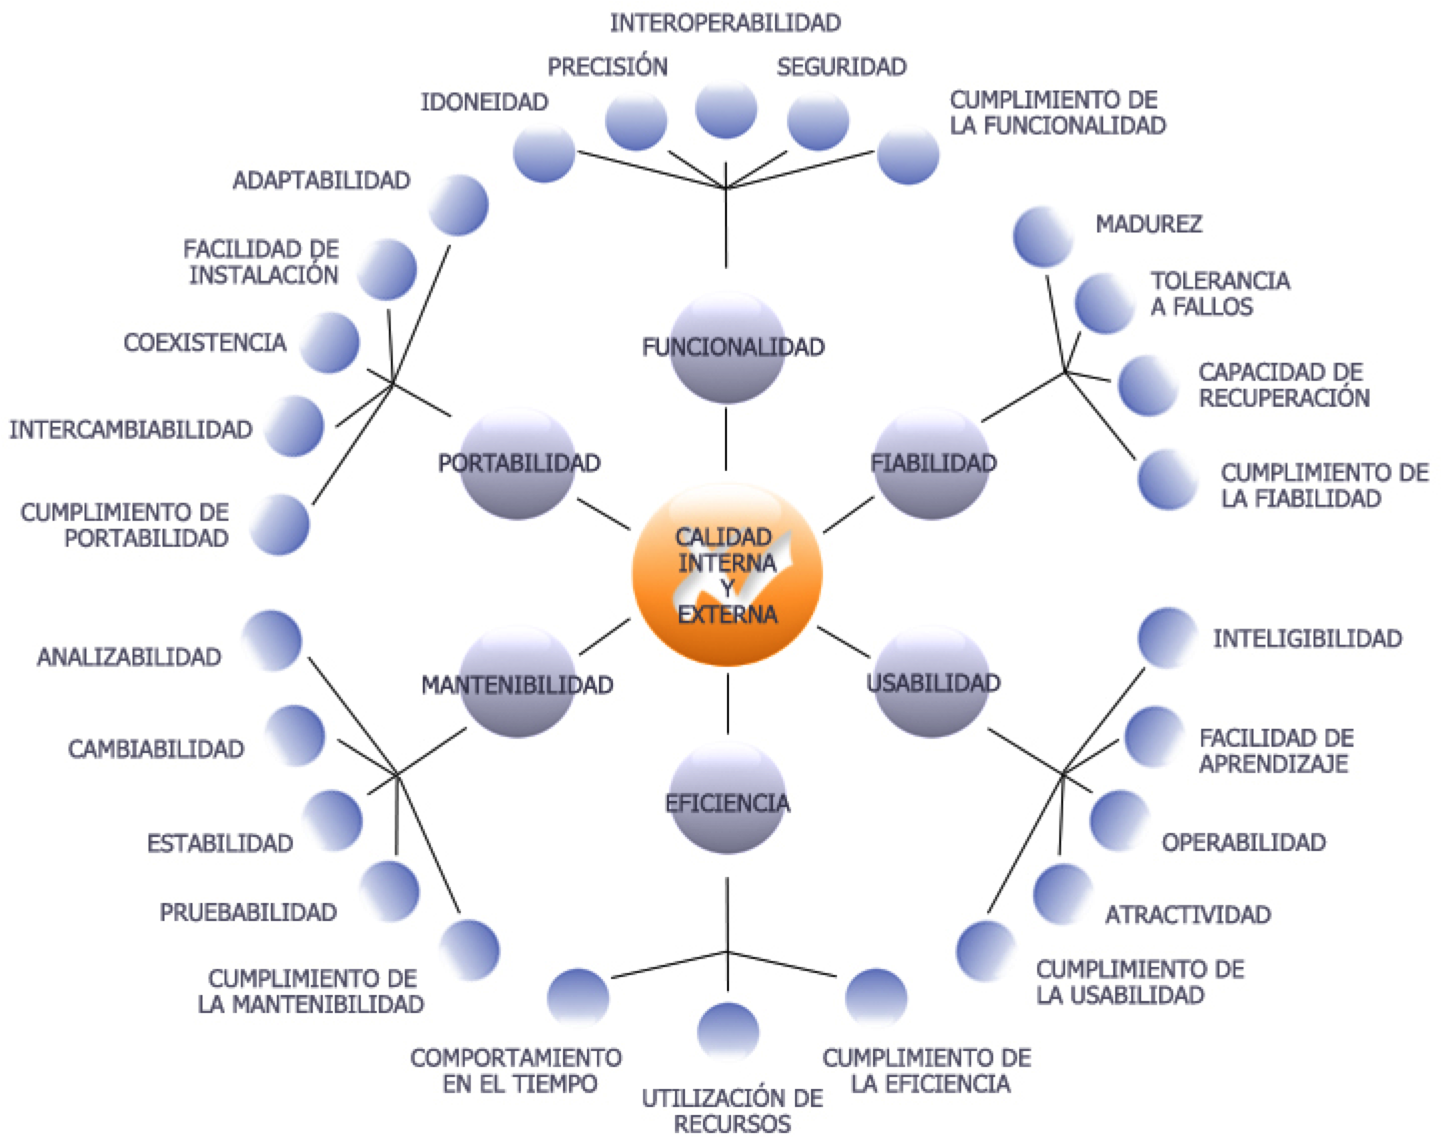 INTEROPERABILIDAD
PRECISIÓN
SEGURIDAD
IDONEIDAD
CUMPLIMIENTO DE
LA FUNCIONALIDAD
FUNCIONALIDAD
MADUREZ
TOLERANCIA
A FALLOS
CAPACIDAD DE
RECUPERACIÓN
CUMPLIMIENTO DE
LA FIABILIDAD
FIABILIDAD
ADAPTABILIDAD
FACILIDAD DE
INSTALACIÓN
COEXISTENCIA
INTERCAMBIABILIDAD
CUMPLIMIENTO DE
PORTABILIDAD
PORTABILIDAD
CALIDAD
INTERNA
Y
EXTERNA
MANTENIBILIDAD
ANALIZABILIDAD
CAMBIABILIDAD
ESTABILIDAD
PRUEBABILIDAD
CUMPLIMIENTO DE
LA MANTENIBILIDAD
USABILIDAD
INTELIGIBILIDAD
FACILIDAD DE
APRENDIZAJE
OPERABILIDAD
ATRACTIVIDAD
CUMPLIMIENTO DE
LA USABILIDAD
EFICIENCIA
COMPORTAMIENTO
EN EL TIEMPO
UTILIZACIÓN DE
RECURSOS
CUMPLIMIENTO DE
LA EFICIENCIA